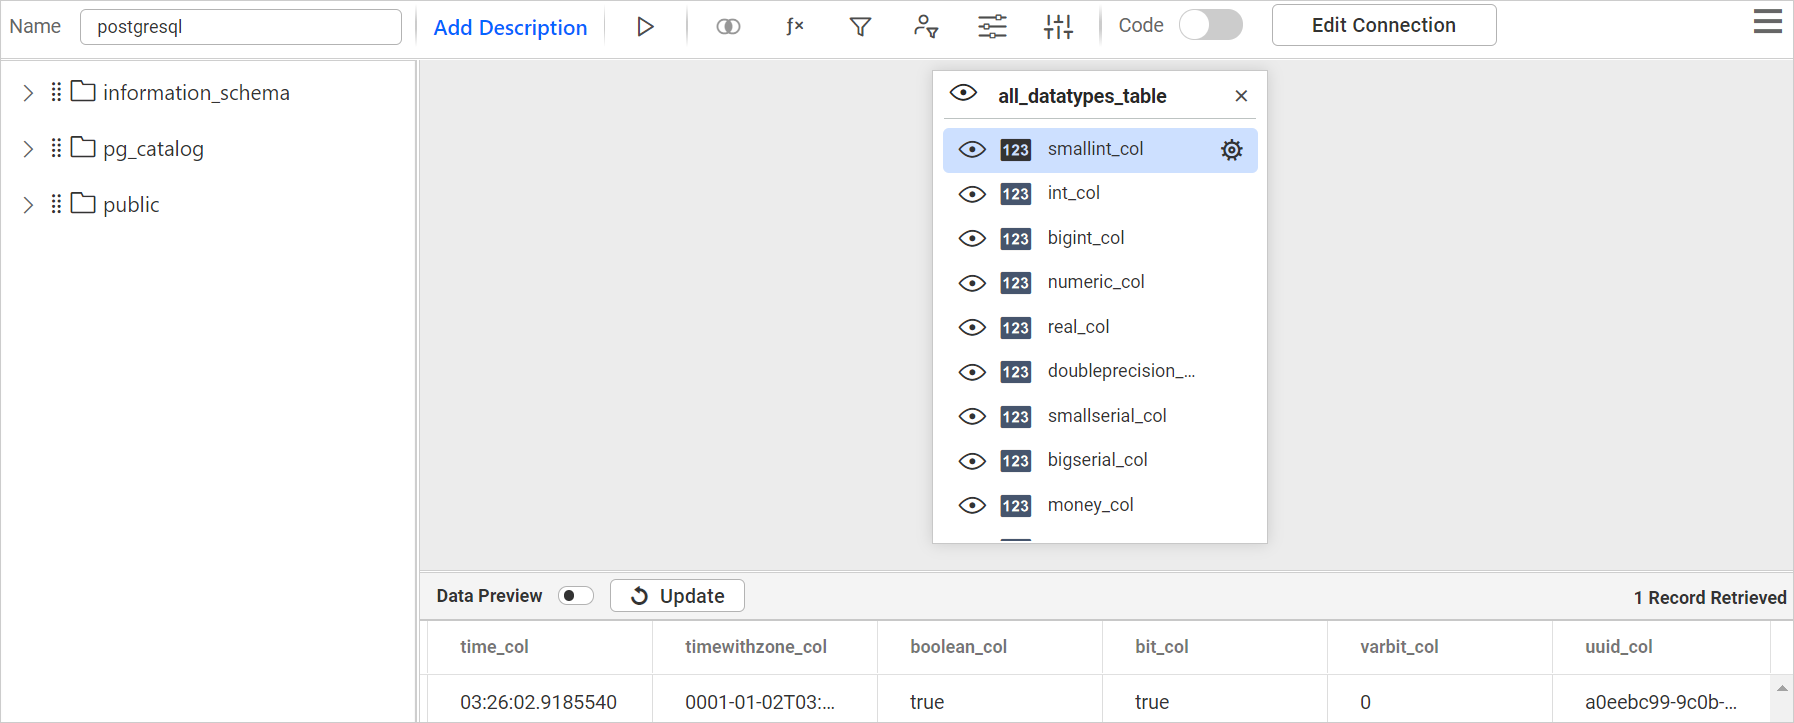 Name postgresql Add Description ƒx Code Edit Connection
information_schema
pg_catalog
public
all_datatypes_table
123 smallint_col
123 int_col
123 bigint_col
123 numeric_col
123 real_col
123 doubleprecision_...
123 smallserial_col
123 bigserial_col
123 money_col
Data Preview Update 1 Record Retrieved
time_col timewithzone_col boolean_col bit_col varbit_col uuid_col
03:26:02.9185540 0001-01-02T03:... true true 0 a0eebc99-9c0b-...